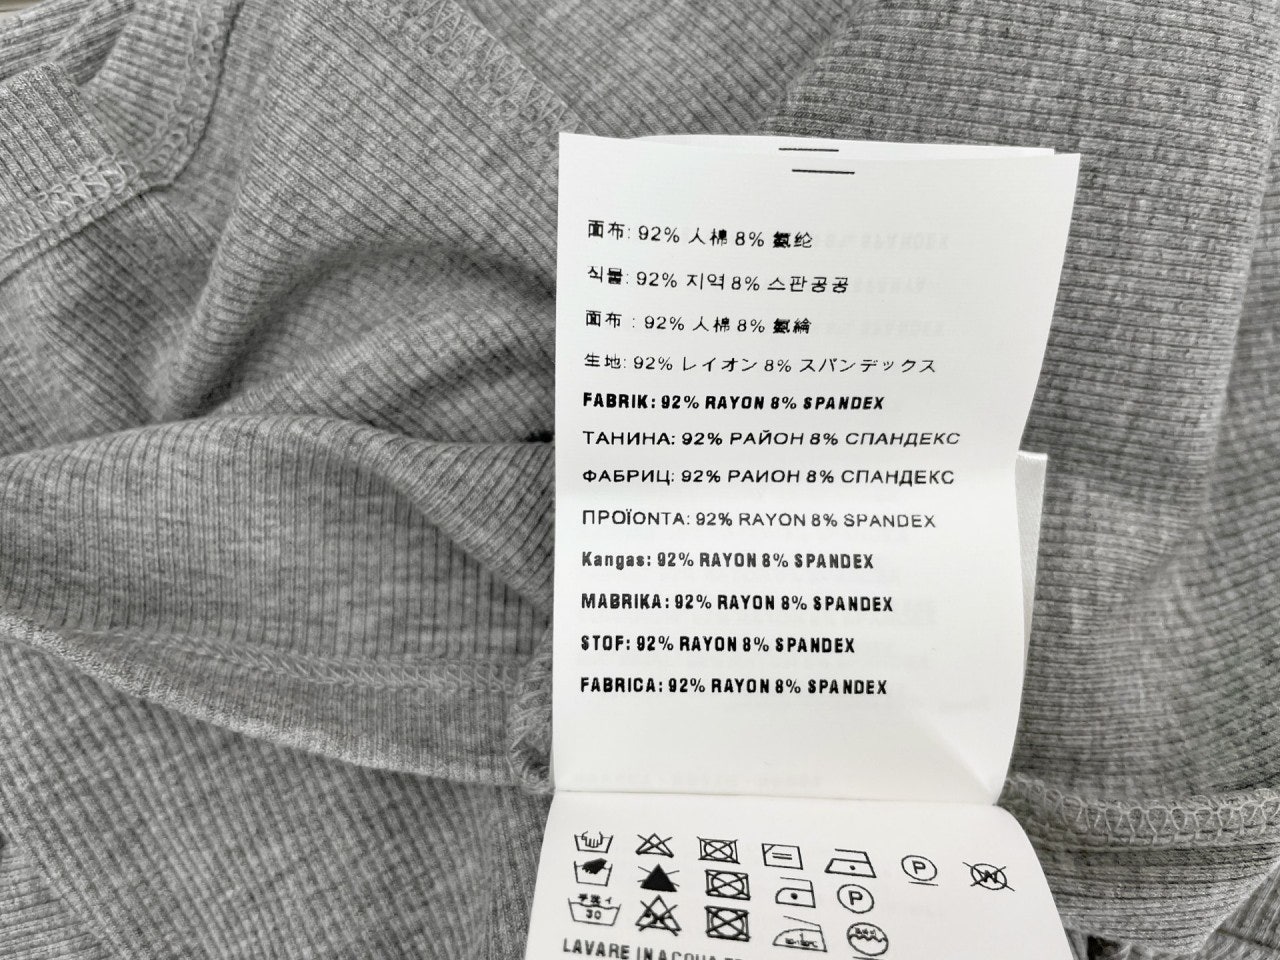 面布: 92% 人棉 8% 氨纶
식물: 92% 지역 8% 스판공공
面布 : 92% 人棉 8% 氨綸
生地: 92% レイオン 8% スパンデックス
FABRIK: 92% RAYON 8% SPANDEX
ТАНИНА: 92% РАЙОН 8% СПАНДЕКС
ФАБРИЦ: 92% РАИОН 8% СПАНДЕКС
ΠΡΟΪΟΝΤΑ: 92% RAYON 8% SPANDEX
Kangas: 92% RAYON 8% SPANDEX
MABRIKA: 92% RAYON 8% SPANDEX
STOF: 92% RAYON 8% SPANDEX
FABRICA: 92% RAYON 8% SPANDEX
P
W
P
手洗イ
30
LAVARE IN ACQUA